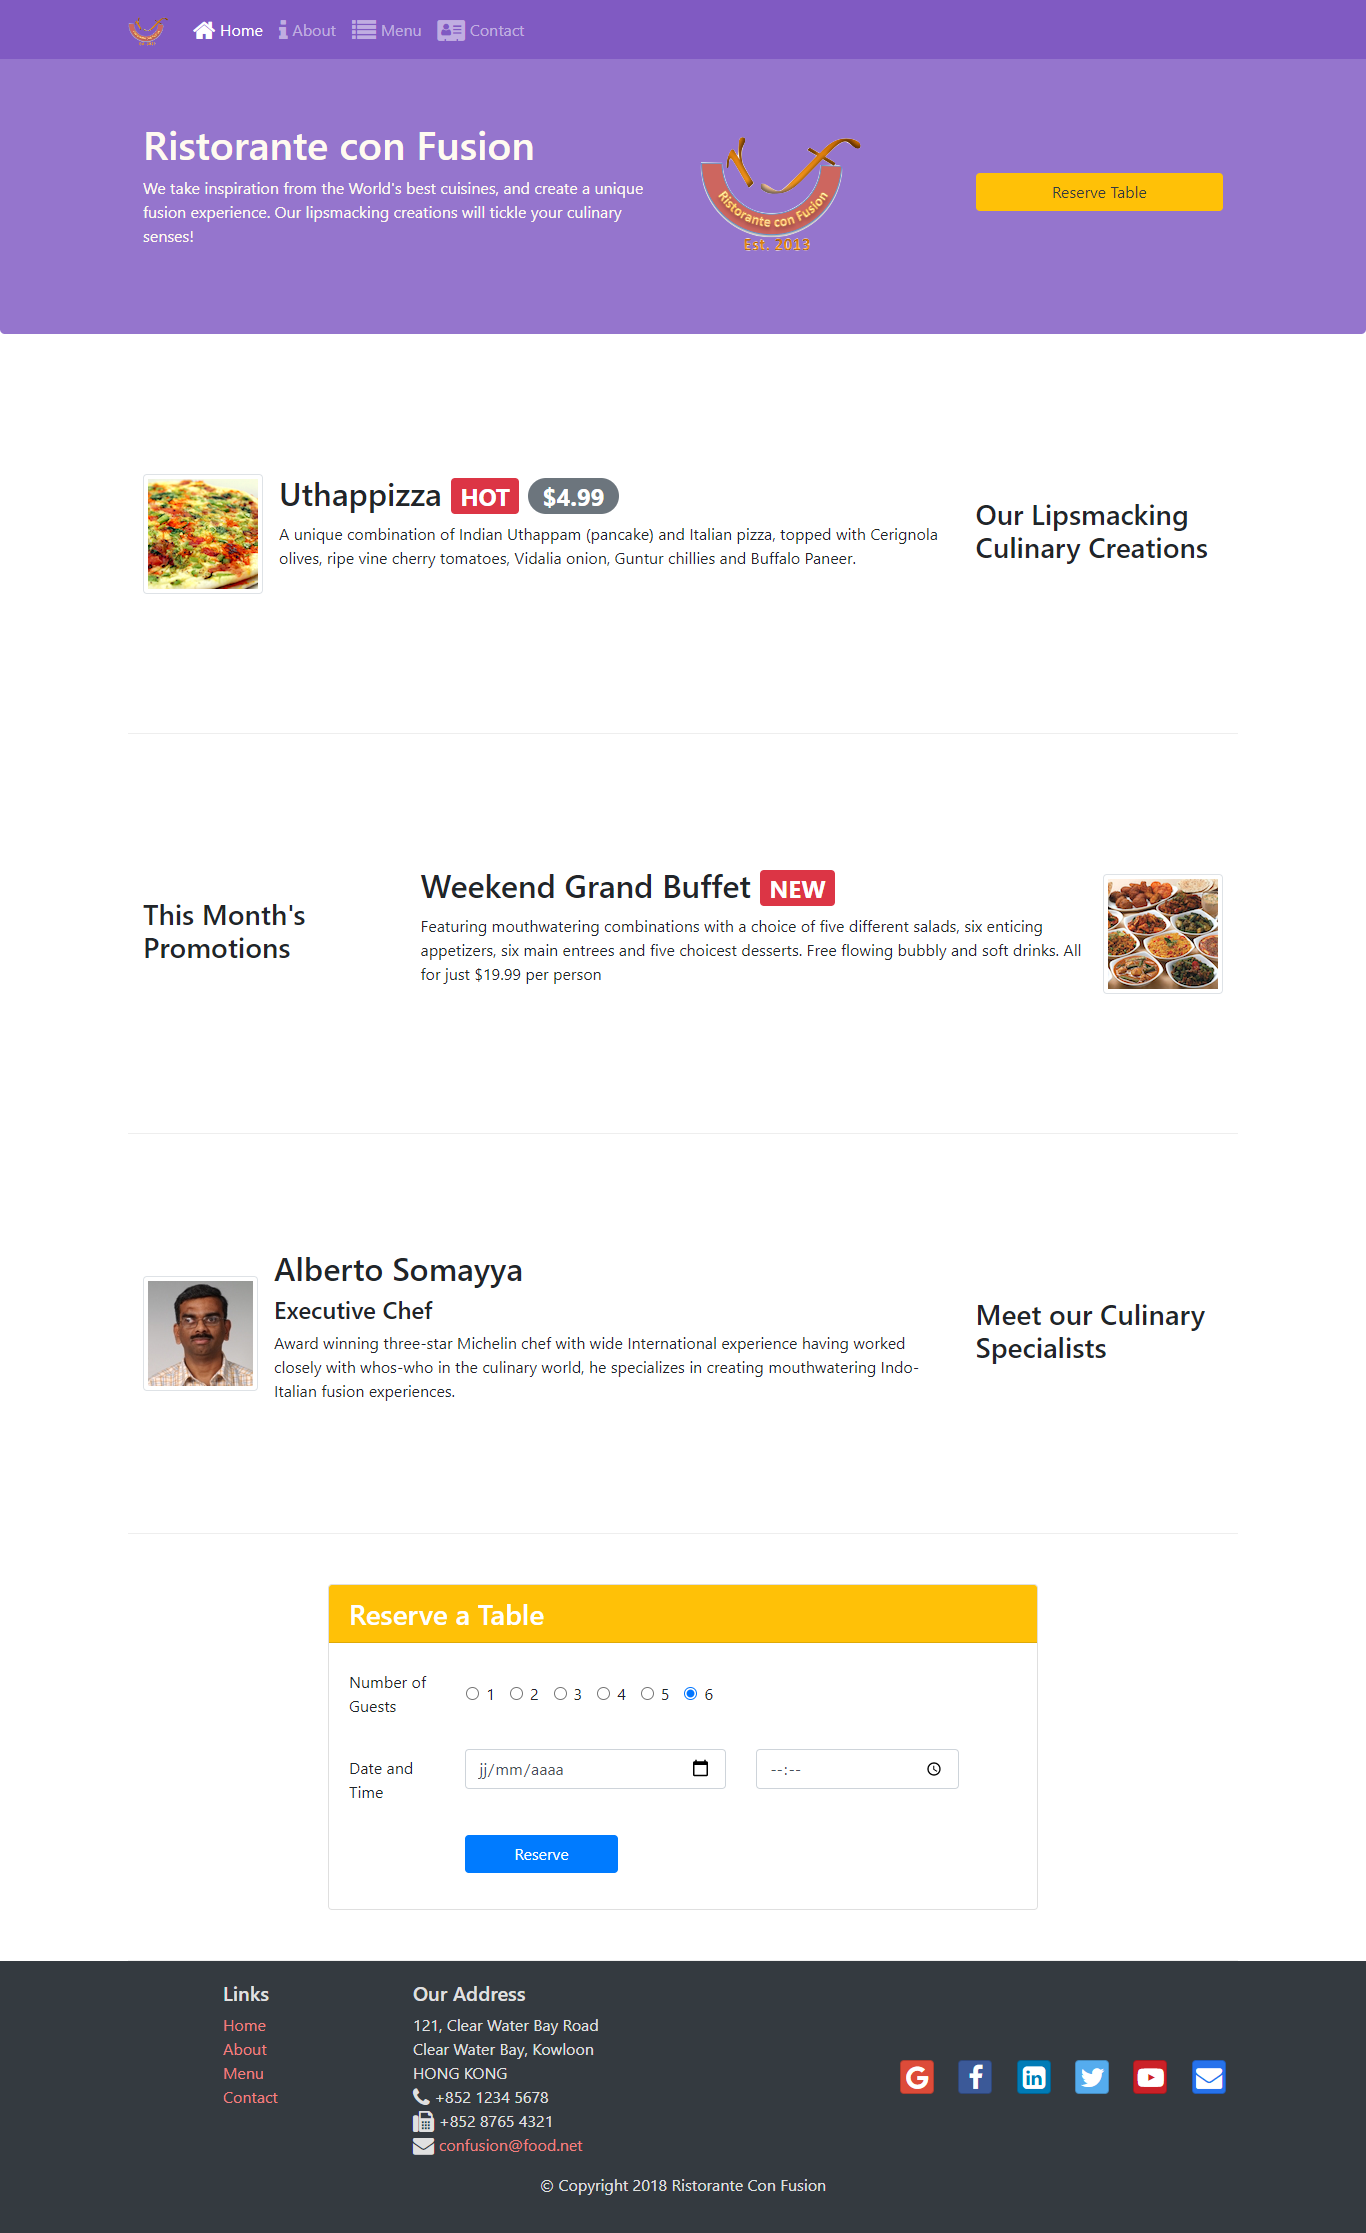 Home About Menu Contact
Ristorante con Fusion
We take inspiration from the World's best cuisines, and create a unique
fusion experience. Our lipsmacking creations will tickle your culinary
senses!
Ristorante con Fusion
Est. 2013
Reserve Table
Uthappizza HOT $4.99
A unique combination of Indian Uthappam (pancake) and Italian pizza, topped with Cerignola
olives, ripe vine cherry tomatoes, Vidalia onion, Guntur chillies and Buffalo Paneer.
Our Lipsmacking
Culinary Creations
This Month's
Promotions
Weekend Grand Buffet NEW
Featuring mouthwatering combinations with a choice of five different salads, six enticing
appetizers, six main entrees and five choicest desserts. Free flowing bubbly and soft drinks. All
for just $19.99 per person
Alberto Somayya
Executive Chef
Award winning three-star Michelin chef with wide International experience having worked
closely with whos-who in the culinary world, he specializes in creating mouthwatering Indo-
Italian fusion experiences.
Meet our Culinary
Specialists
Reserve a Table
Number of
Guests
1 2 3 4 5 6
Date and
Time
jj/mm/aaaa
--:--
Reserve
Links
Home
About
Menu
Contact
Our Address
121, Clear Water Bay Road
Clear Water Bay, Kowloon
HONG KONG
+852 1234 5678
+852 8765 4321
confusion@food.net
© Copyright 2018 Ristorante Con Fusion